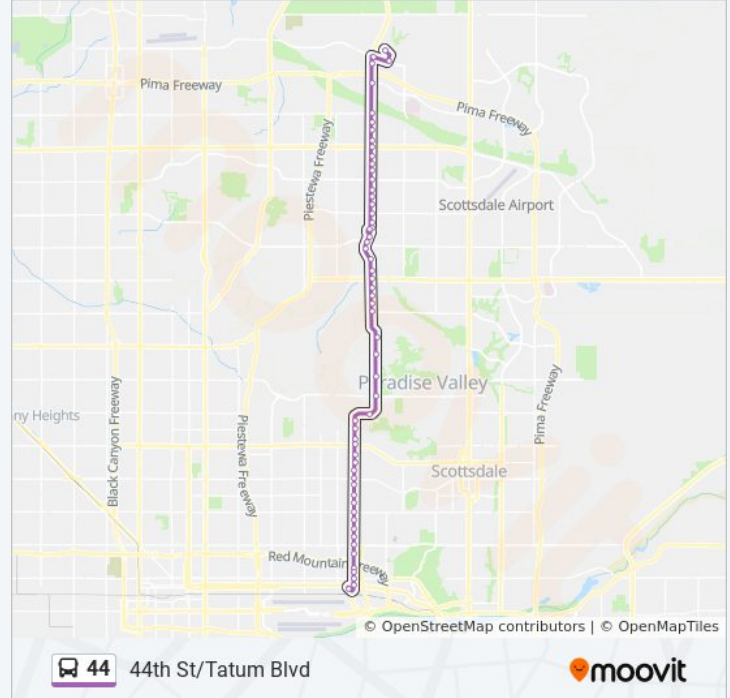 Pima Freeway
Pima Freeway
Piestewa Freeway
Scottsdale Airport
Paradise Valley
ny Heights
Black Canyon Freeway
Piestewa Freeway
Pima Freeway
Scottsdale
Red Mountain Freeway
© OpenStreetMap contributors | © OpenMapTiles
44 44th St/Tatum Blvd
moovit